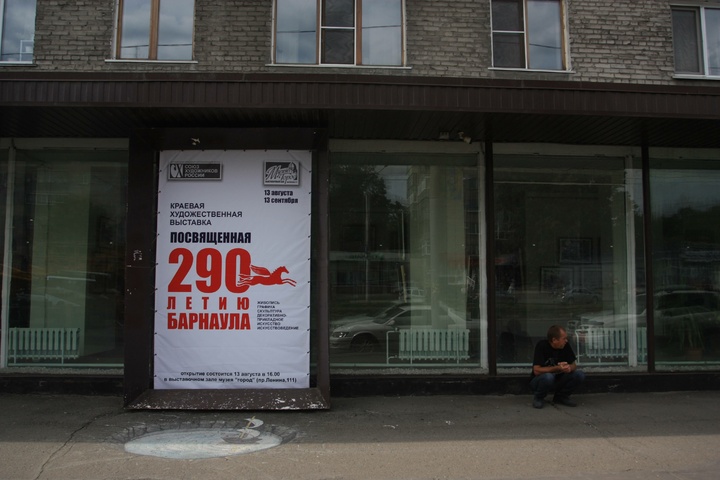 СОЮЗ
ХУДОЖНИКОВ
РОССИИ
13 августа
13 сентября
КРАЕВАЯ
ХУДОЖЕСТВЕННАЯ
ВЫСТАВКА
ПОСВЯЩЕННАЯ
290
ЛЕТИЮ
БАРНАУЛА
ЖИВОПИСЬ
ГРАФИКА
СКУЛЬПТУРА
ДЕКОРАТИВНО-
ПРИКЛАДНОЕ
ИСКУССТВО
ИСКУССТВОВЕДЕНИЕ
открытие состоится 13 августа в 16.00
в выставочном зале музея "город" (пр.Ленина,111)